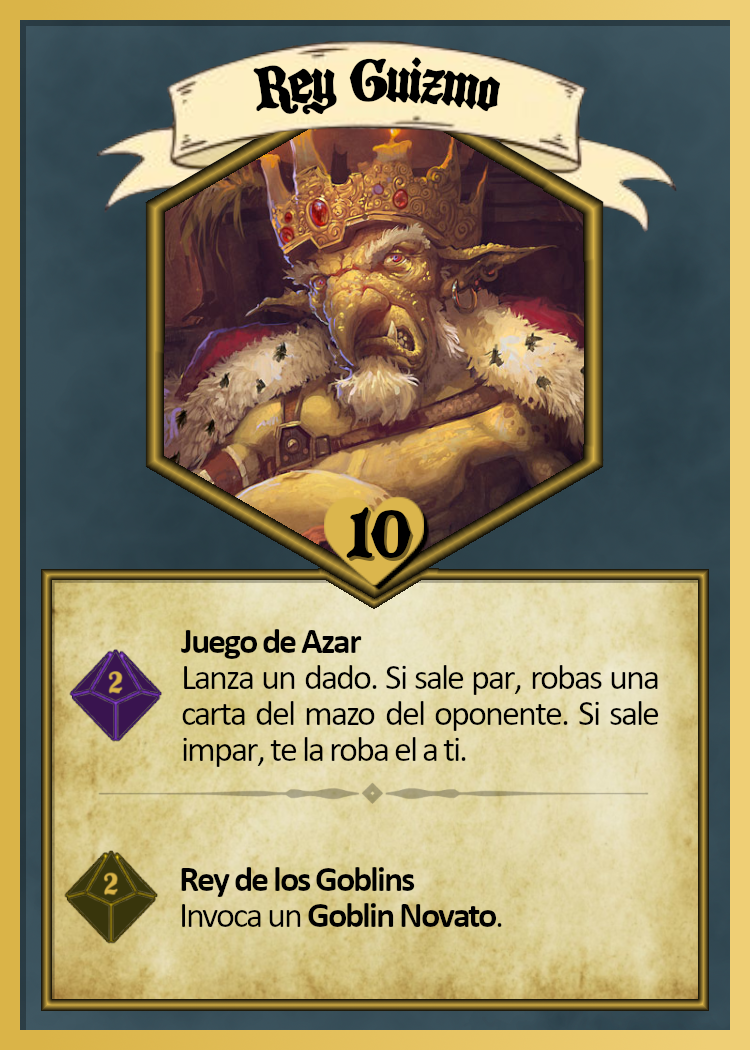 Rey Guizmo
10
Juego de Azar
2
Lanza un dado. Si sale par, robas una
carta del mazo del oponente. Si sale
impar, te la roba el a ti.
2
Rey de los Goblins
Invoca un Goblin Novato.